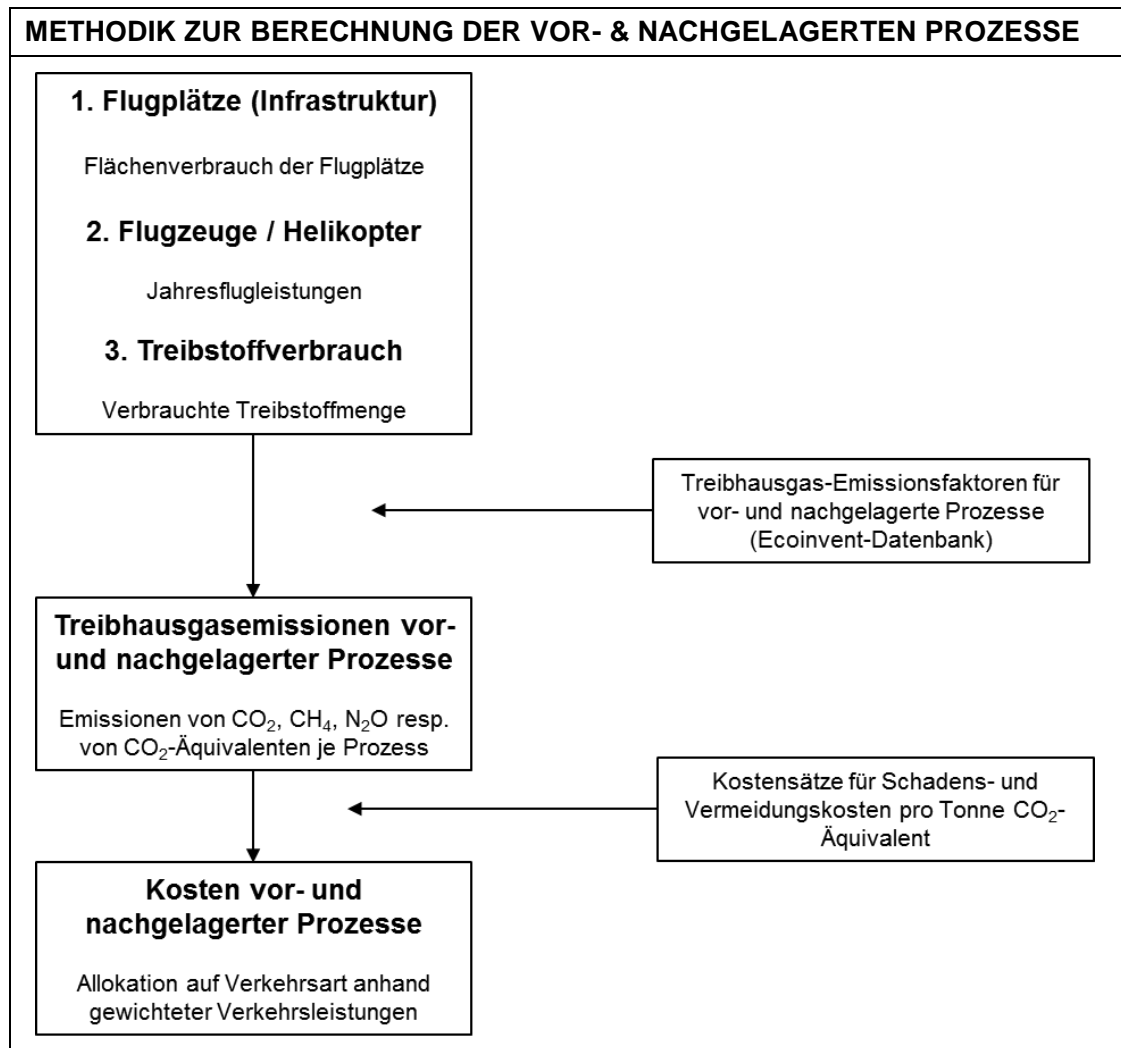 METHODIK ZUR BERECHNUNG DER VOR- & NACHGELAGERTEN PROZESSE
1. Flugplätze (Infrastruktur)
Flächenverbrauch der Flugplätze
2. Flugzeuge / Helikopter
Jahresflugleistungen
3. Treibstoffverbrauch
Verbrauchte Treibstoffmenge
Treibhausgas-Emissionsfaktoren für
vor- und nachgelagerte Prozesse
(Ecoinvent-Datenbank)
Treibhausgasemissionen vor-
und nachgelagerter Prozesse
Emissionen von CO₂, CH₄, N₂O resp.
von CO₂-Äquivalenten je Prozess
Kostensätze für Schadens- und
Vermeidungskosten pro Tonne CO₂-
Äquivalent
Kosten vor- und
nachgelagerter Prozesse
Allokation auf Verkehrsart anhand
gewichteter Verkehrsleistungen